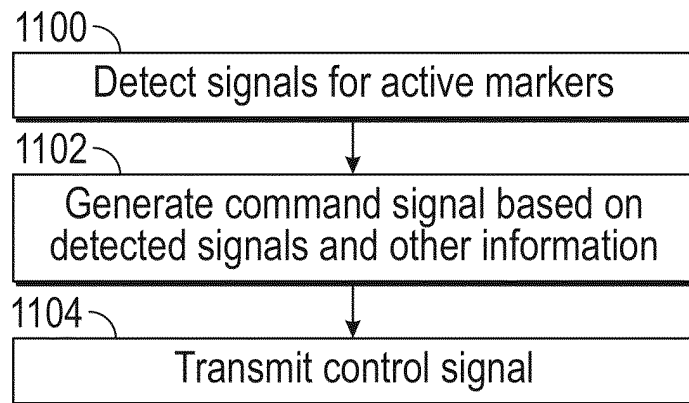 1100
Detect signals for active markers
1102
Generate command signal based on
detected signals and other information
1104
Transmit control signal